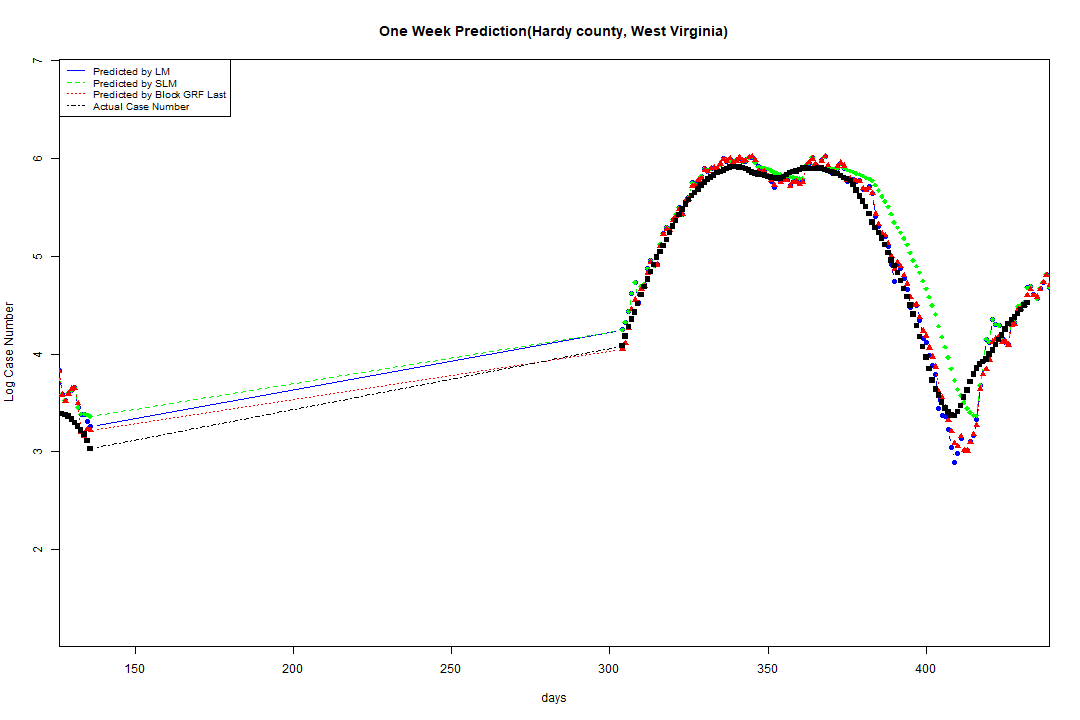 One Week Prediction(Hardy county, West Virginia)
Predicted by LM
Predicted by SLM
Predicted by Block GRF Last
Actual Case Number
7
6
5
4
3
2
Log Case Number
150 200 250 300 350 400
days